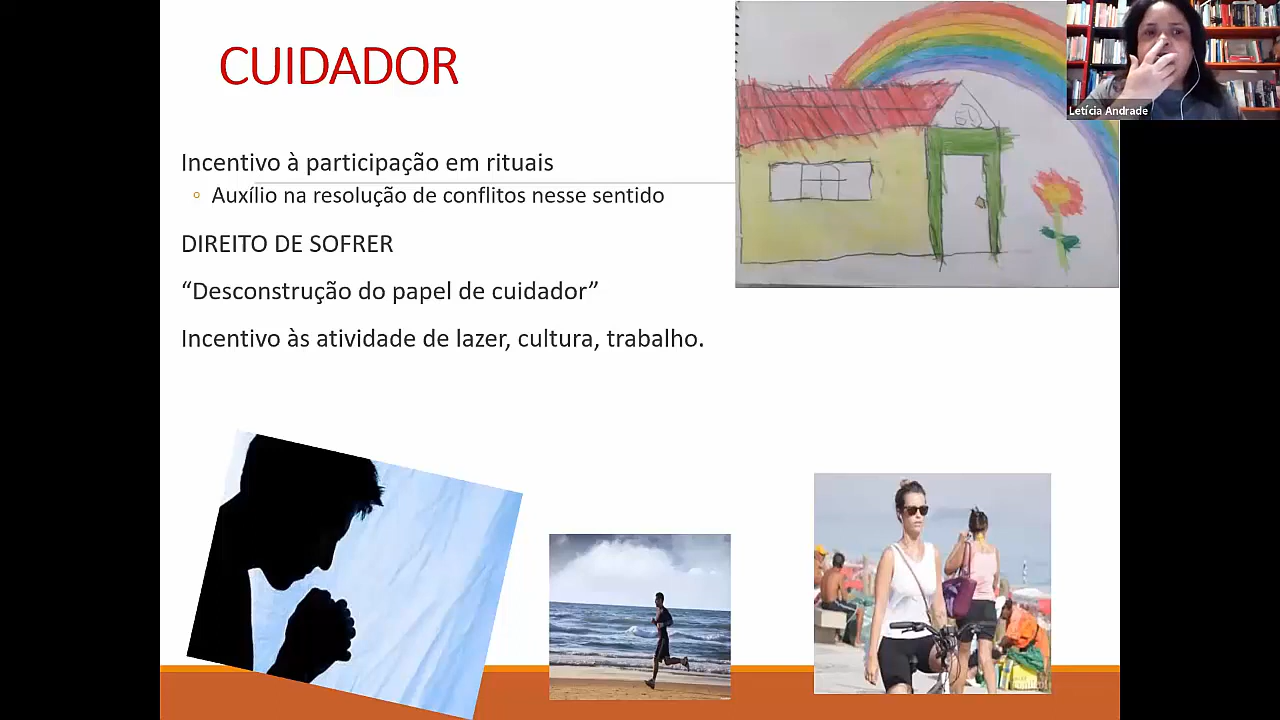 CUIDADOR
Letícia Andrade
Incentivo à participação em rituais
Auxílio na resolução de conflitos nesse sentido
DIREITO DE SOFRER
“Desconstrução do papel de cuidador”
Incentivo às atividade de lazer, cultura, trabalho.